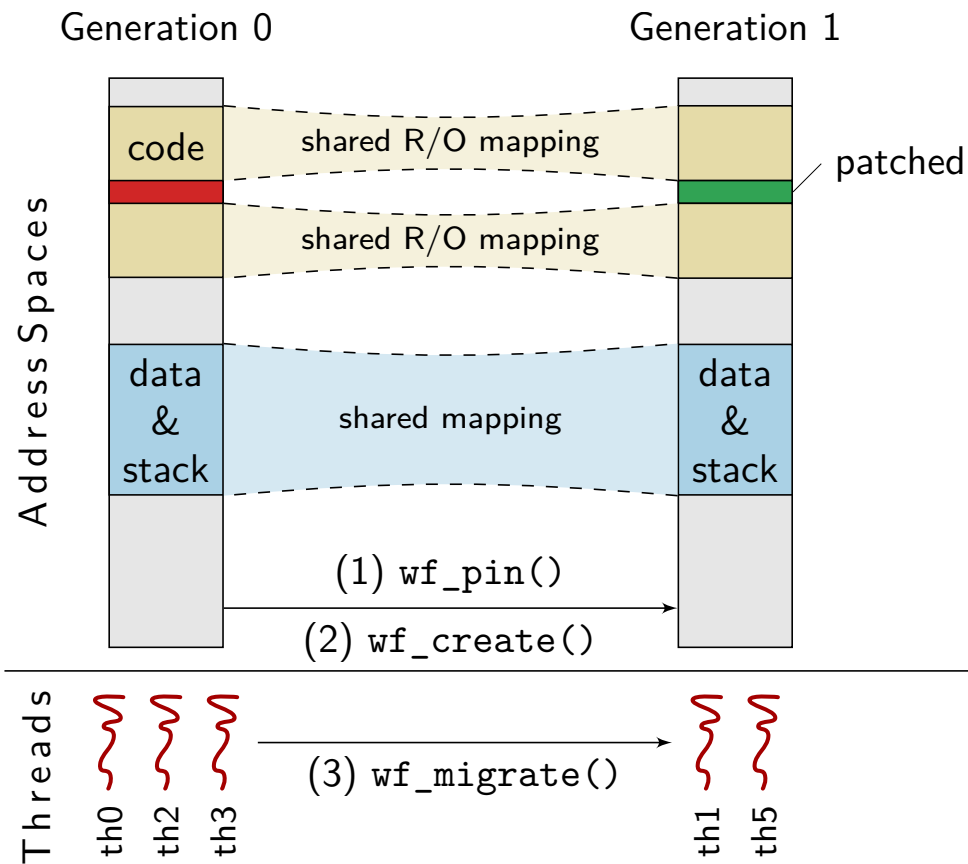 Generation 0
Generation 1
code
shared R/O mapping
patched
shared R/O mapping
Address Spaces
data
&
stack
shared mapping
data
&
stack
(1) wf_pin()
(2) wf_create()
Threads
(3) wf_migrate()
th0
th2
th3
th1
th5